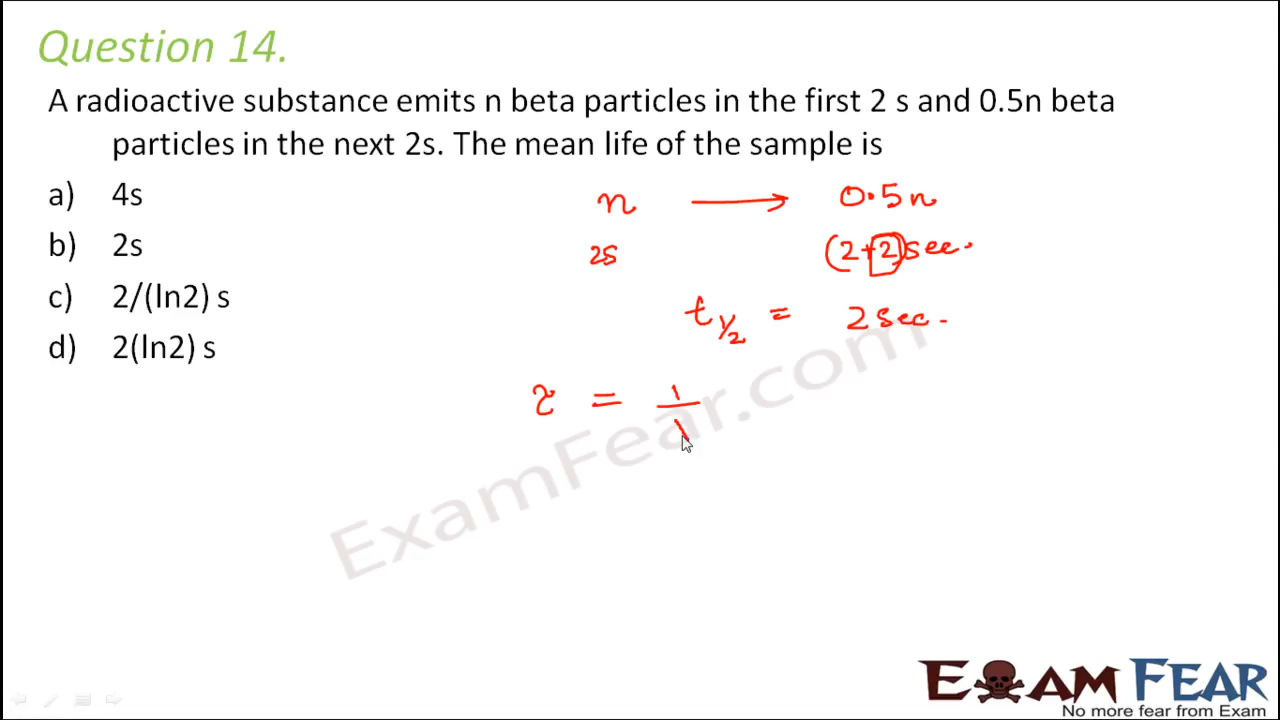 Question 14.
A radioactive substance emits n beta particles in the first 2 s and 0.5n beta
particles in the next 2s. The mean life of the sample is
a) 4s
b) 2s
c) 2/(ln2) s
d) 2(ln2) s
n → 0.5n
2s (2+2)sec.
t1/2 = 2 sec.
τ = 1/
ExamFear.com
EXAM FEAR
No more fear from Exam